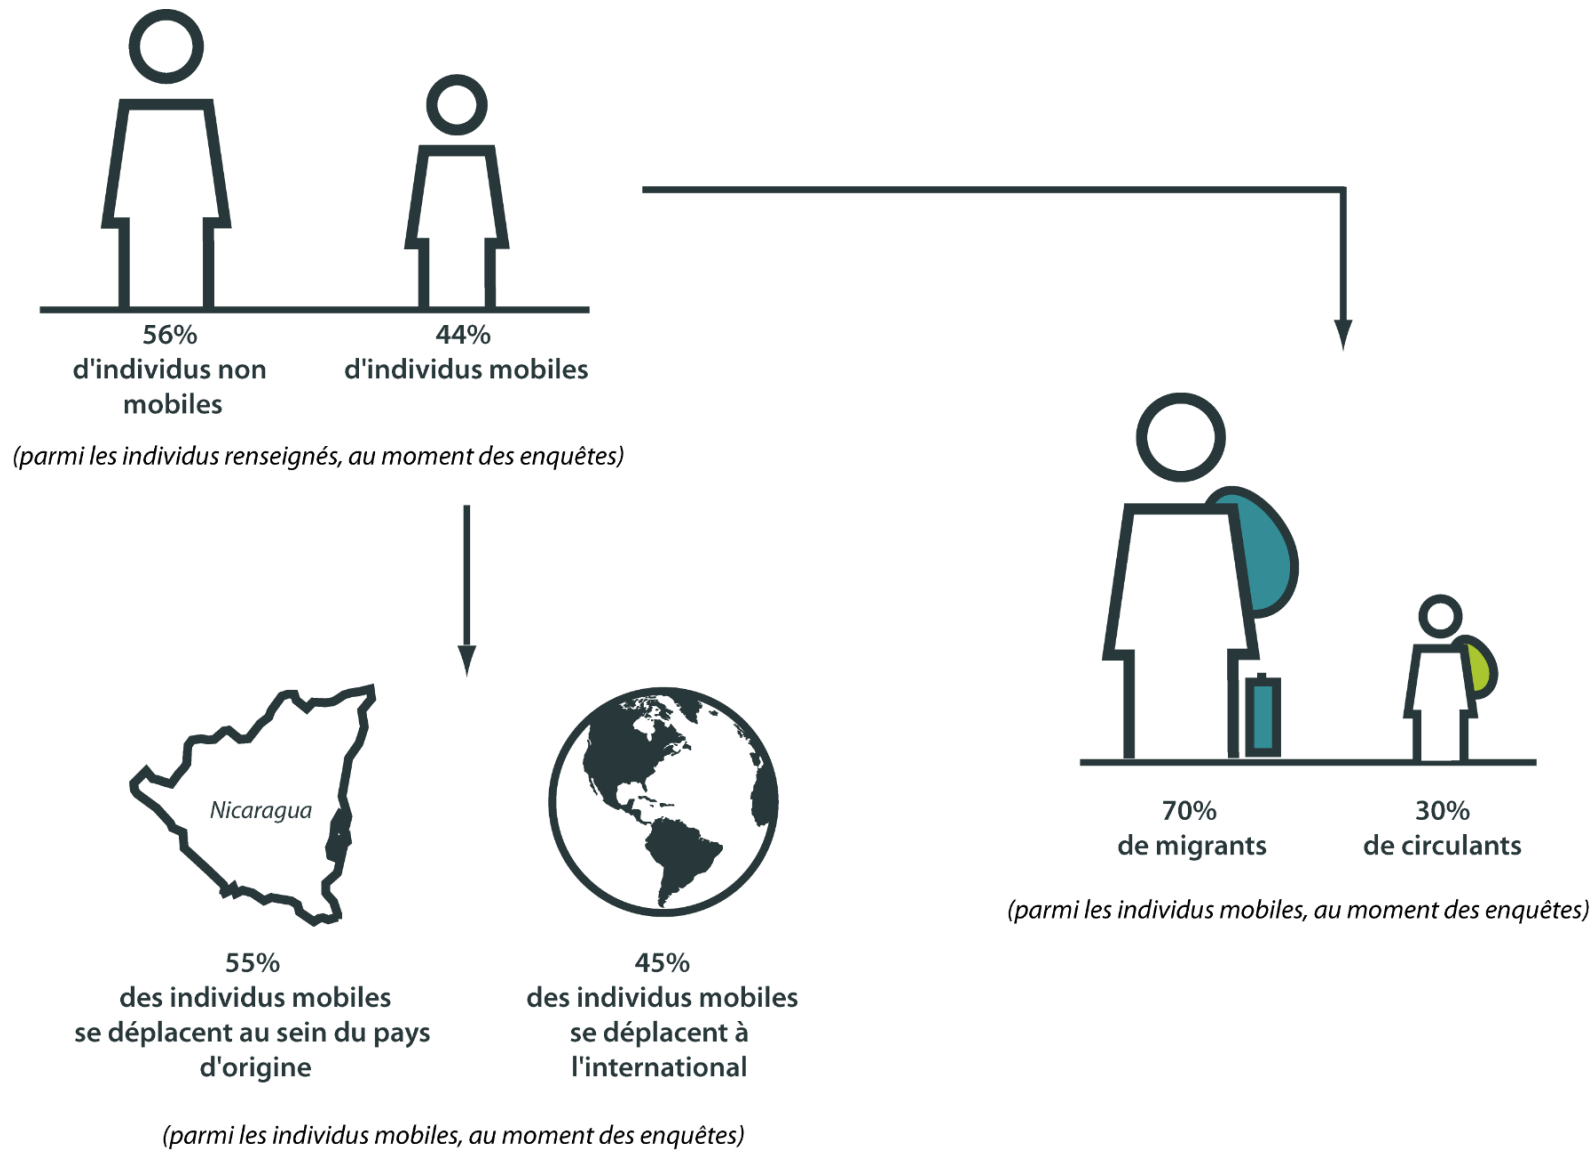 56%
d'individus non
mobiles
44%
d'individus mobiles
(parmi les individus renseignés, au moment des enquêtes)
Nicaragua
55%
des individus mobiles
se déplacent au sein du pays
d'origine
45%
des individus mobiles
se déplacent à
l'international
(parmi les individus mobiles, au moment des enquêtes)
70%
de migrants
30%
de circulants
(parmi les individus mobiles, au moment des enquêtes)